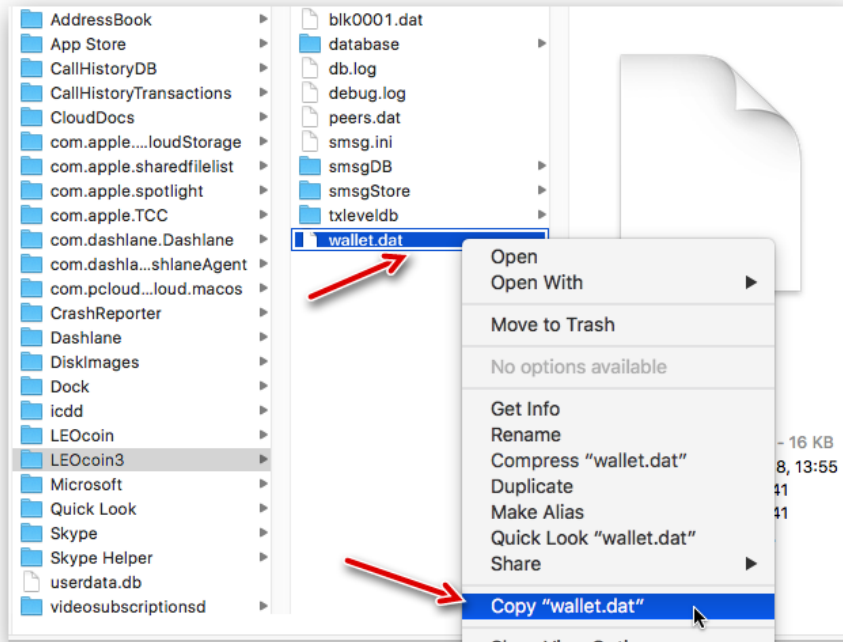 AddressBook
App Store
CallHistoryDB
CallHistoryTransactions
CloudDocs
com.apple....loudStorage
com.apple.sharedfilelist
com.apple.spotlight
com.apple.TCC
com.dashlane.Dashlane
com.dashla...shlaneAgent
com.pcloud...loud.macos
CrashReporter
Dashlane
DiskImages
Dock
icdd
LEOcoin
LEOcoin3
Microsoft
Quick Look
Skype
Skype Helper
userdata.db
videosubscriptionsd
blk0001.dat
database
db.log
debug.log
peers.dat
smsg.ini
smsgDB
smsgStore
txleveldb
wallet.dat
Open
Open With
Move to Trash
No options available
Get Info
Rename
Compress “wallet.dat”
Duplicate
Make Alias
Quick Look “wallet.dat”
Share
Copy “wallet.dat”
- 16 KB
8, 13:55
41
41